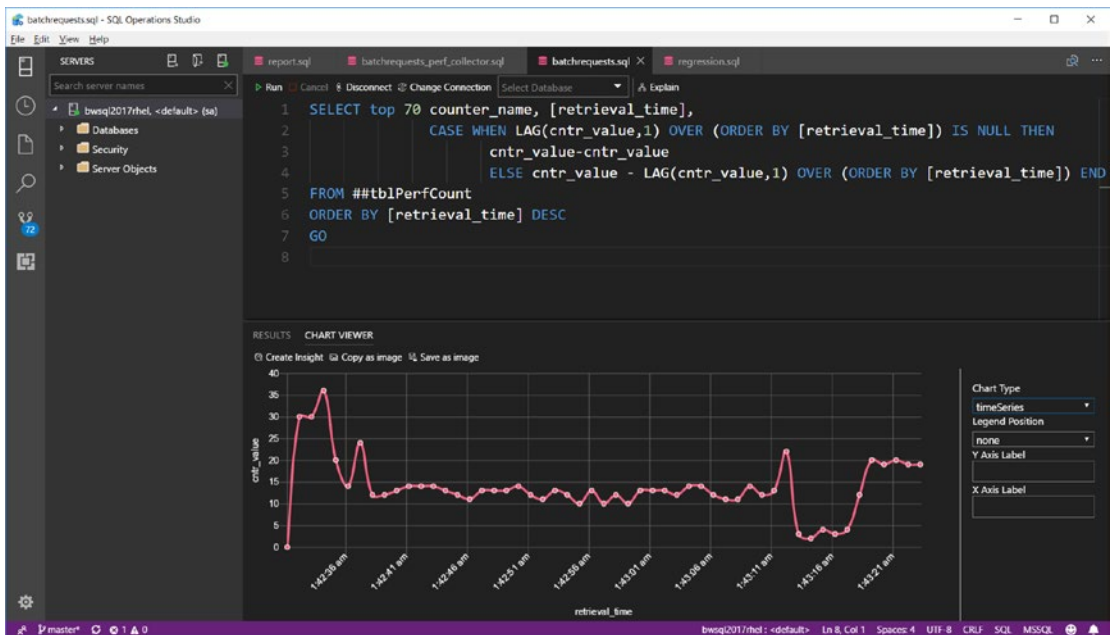 batchrequests.sql - SQL Operations Studio
File Edit View Help
SERVERS
Search server names
bwsql2017rhel, <default> (sa)
Databases
Security
Server Objects
72
report.sql batchrequests_perf_collector.sql batchrequests.sql regression.sql
Run Cancel Disconnect Change Connection Select Database Explain
1 SELECT top 70 counter_name, [retrieval_time],
2 CASE WHEN LAG(cntr_value,1) OVER (ORDER BY [retrieval_time]) IS NULL THEN
3 cntr_value-cntr_value
4 ELSE cntr_value - LAG(cntr_value,1) OVER (ORDER BY [retrieval_time]) END
5 FROM ##tblPerfCount
6 ORDER BY [retrieval_time] DESC
7 GO
8
RESULTS CHART VIEWER
Create Insight Copy as image Save as image
40
35
30
25
20
15
10
5
0
cntr_value
1:42:36 am 1:42:41 am 1:42:46 am 1:42:51 am 1:42:56 am 1:43:01 am 1:43:06 am 1:43:11 am 1:43:16 am 1:43:21 am
retrieval_time
Chart Type
timeSeries
Legend Position
none
Y Axis Label
X Axis Label
master* 1 0
bwsql2017rhel : <default> Ln 8, Col 1 Spaces: 4 UTF-8 CRLF SQL MSSQL